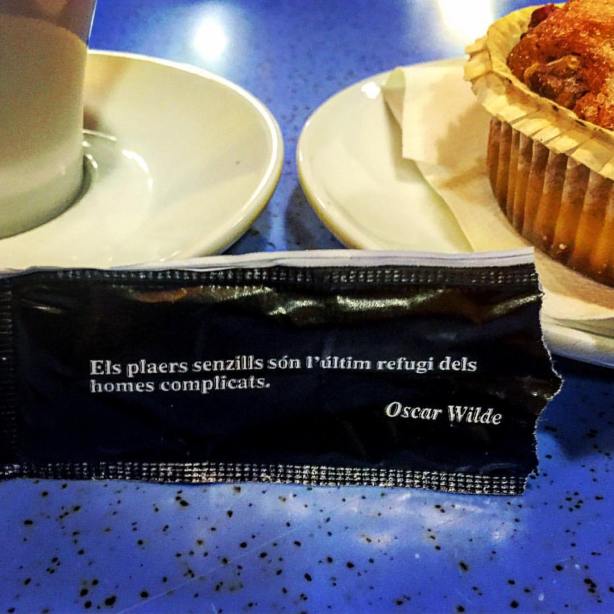 Els plaers senzills són l'últim refugi dels
homes complicats.
Oscar Wilde